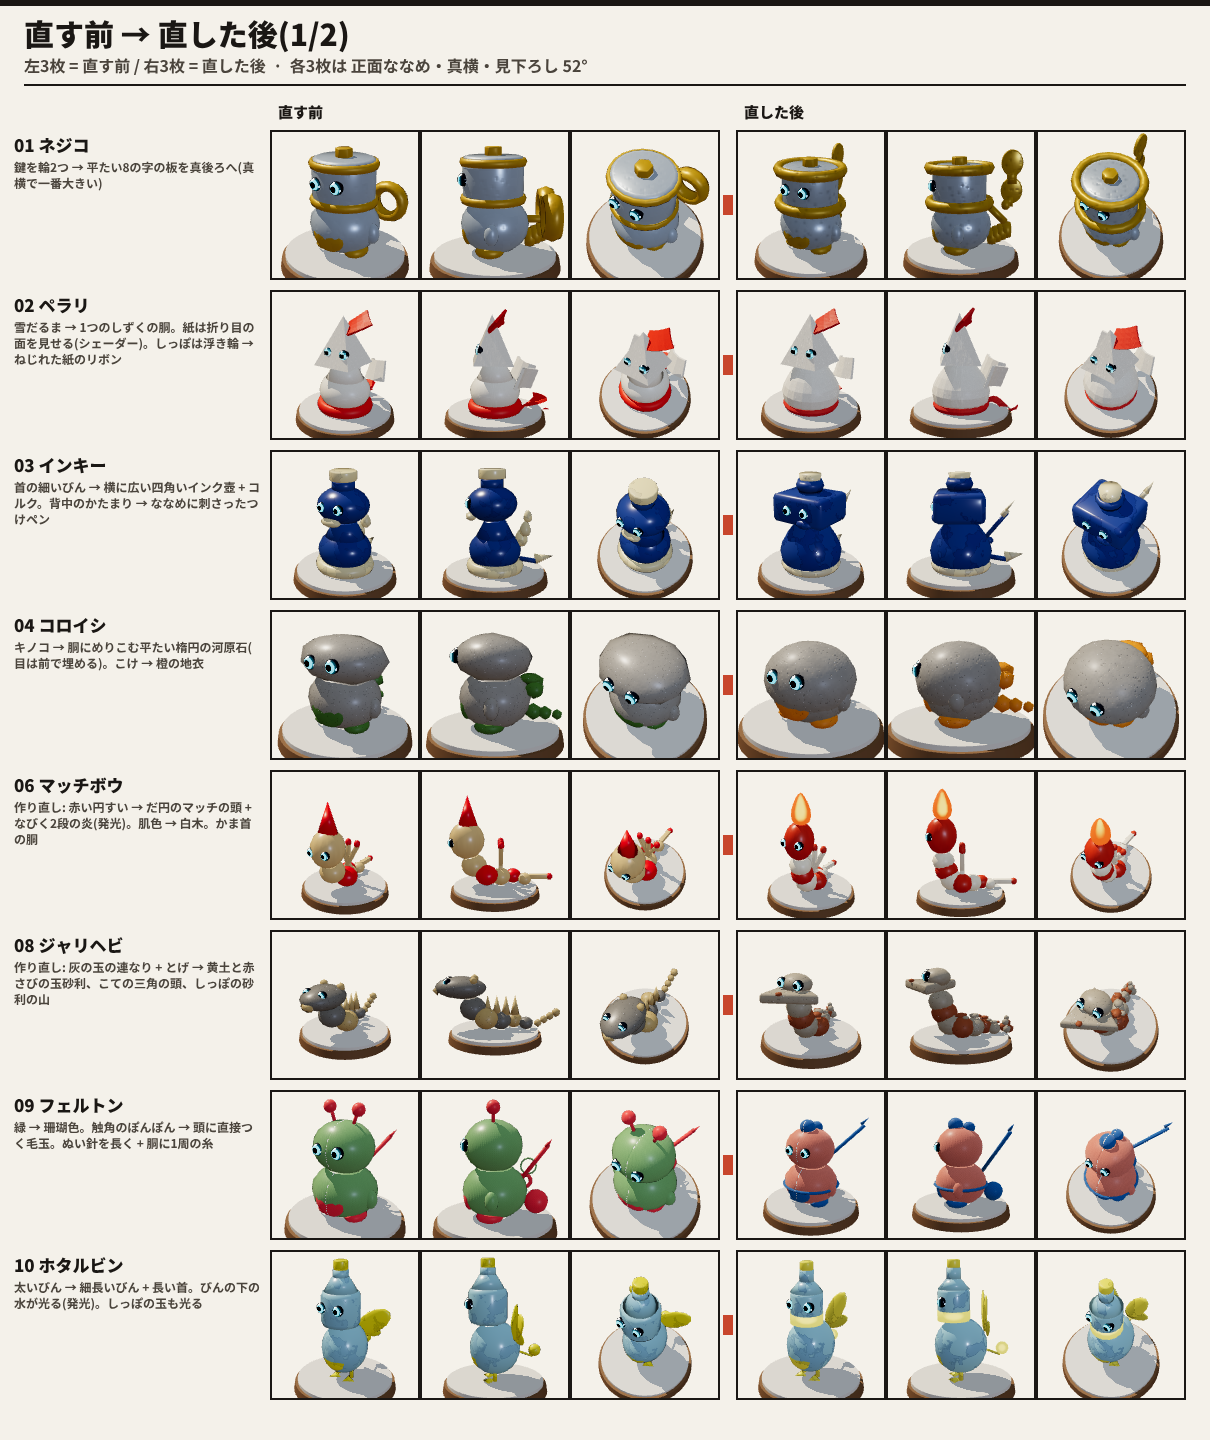 直す前 → 直した後(1/2)
左3枚 = 直す前 / 右3枚 = 直した後 ・ 各3枚は 正面ななめ・真横・見下ろし 52°
直す前
直した後
01 ネジコ
鍵を輪2つ → 平たい8の字の板を真後ろへ(真
横で一番大きい)
02 ペラリ
雪だるま → 1つのしずくの胴。紙は折り目の
面を見せる(シェーダー)。しっぽは浮き輪 →
ねじれた紙のリボン
03 インキー
首の細いびん → 横に広い四角いインク壺 + コ
ルク。背中のかたまり → ななめに刺さったつ
けペン
04 コロイシ
キノコ → 胴にめりこむ平たい楕円の河原石(
目は前で埋める)。こけ → 橙の地衣
06 マッチボウ
作り直し: 赤い円すい → だ円のマッチの頭 +
なびく2段の炎(発光)。肌色 → 白木。かま首
の胴
08 ジャリヘビ
作り直し: 灰の玉の連なり + とげ → 黄土と赤
さびの玉砂利、こての三角の頭、しっぽの砂
利の山
09 フェルトン
緑 → 珊瑚色。触角のぽんぽん → 頭に直接つ
く毛玉。ぬい針を長く + 胴に1周の糸
10 ホタルビン
太いびん → 細長いびん + 長い首。びんの下の
水が光る(発光)。しっぽの玉も光る